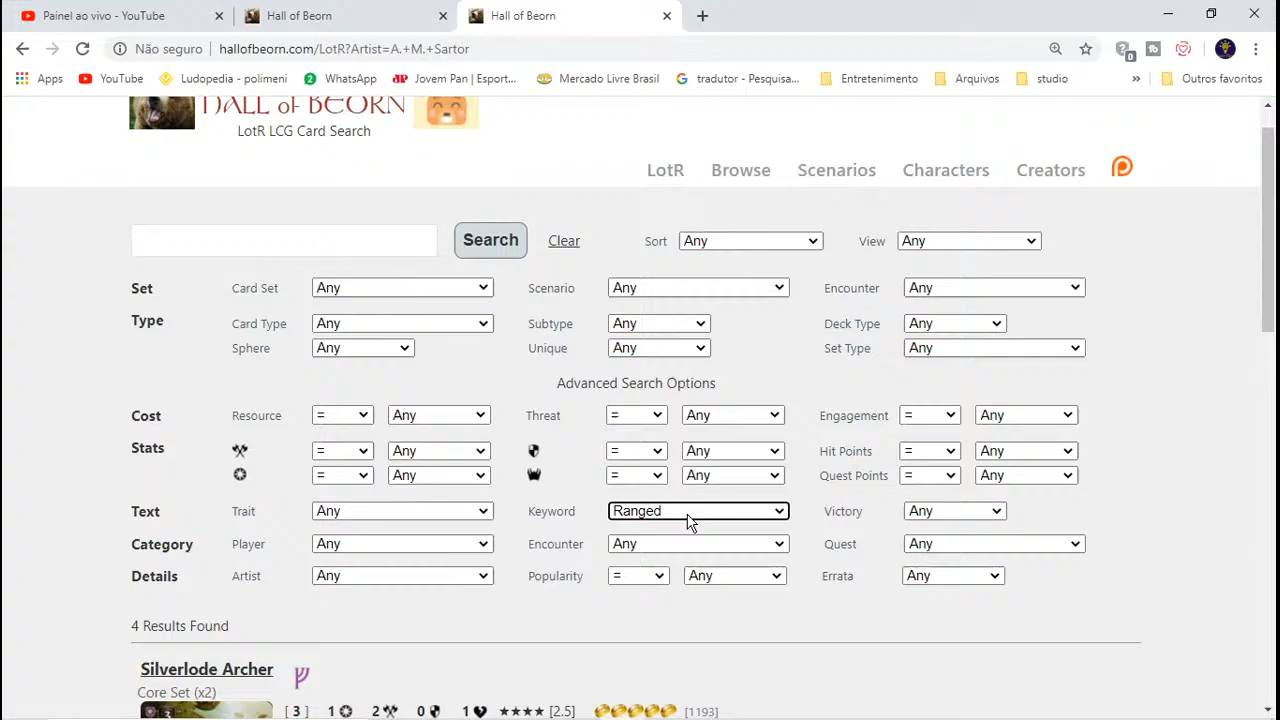 Painel ao vivo - YouTube
Hall of Beorn
Hall of Beorn
Não seguro
hallofbeorn.com/LotR?Artist=A.+M.+Sartor
0
Apps
YouTube
Ludopedia - polimeni
2 WhatsApp
Jovem Pan | Esport...
Mercado Livre Brasil
tradutor - Pesquisa...
Entretenimento
Arquivos
studio
»
Outros favoritos
HALL of BEORN
LotR LCG Card Search
LotR Browse Scenarios Characters Creators
Search Clear Sort Any View Any
Set Card Set Any Scenario Any Encounter Any
Type Card Type Any Subtype Any Deck Type Any
Sphere Any Unique Any Set Type Any
Advanced Search Options
Cost Resource = Any Threat = Any Engagement = Any
Stats = Any = Any Hit Points = Any
= Any = Any Quest Points = Any
Text Trait Any Keyword Ranged Victory Any
Category Player Any Encounter Any Quest Any
Details Artist Any Popularity = Any Errata Any
4 Results Found
Silverlode Archer
Core Set (x2)
3
[ 3 ] 1 2 0 1 ★★★★ [2.5] [1193]